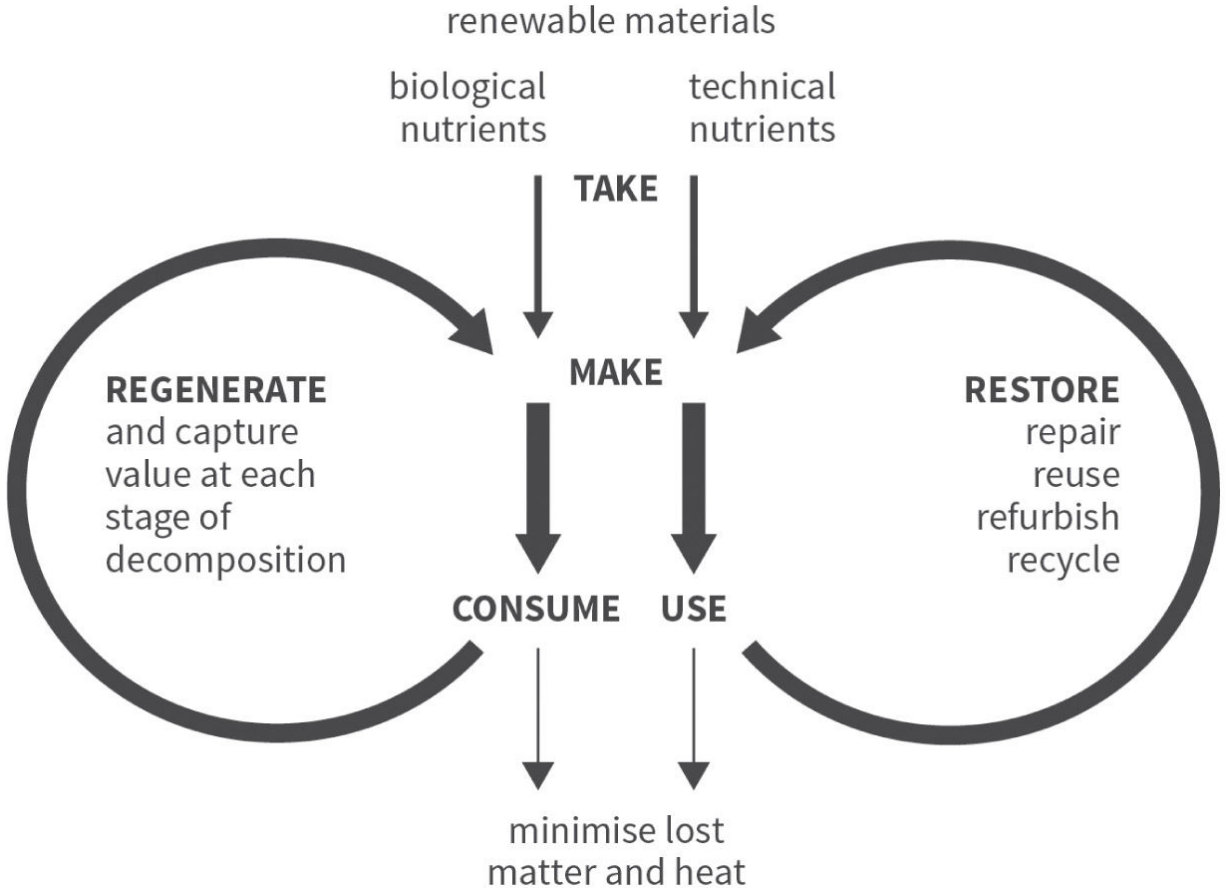 renewable materials
biological
nutrients
technical
nutrients
TAKE
MAKE
REGENERATE
and capture
value at each
stage of
decomposition
RESTORE
repair
reuse
refurbish
recycle
CONSUME
USE
minimise lost
matter and heat